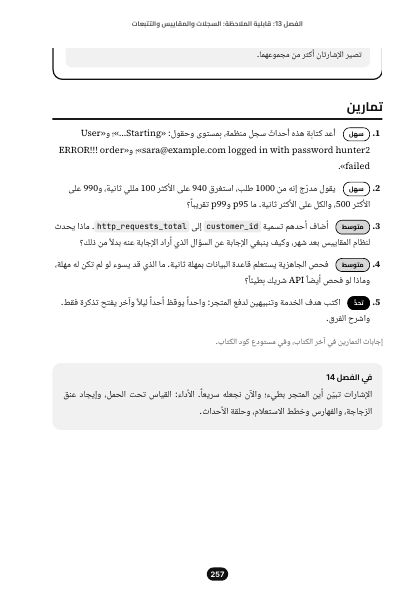 الفصل 13: قابلية الملاحظة: السجلات والمقاييس والتتبعات
تصير الإشارتان أكثر من مجموعهما.
تمارين
1. سهل أعد كتابة هذه أحداث سجل منظمة، بمستوى وحقول: «Starting...»؛ و«User
sara@example.com logged in with password hunter2»؛ و«ERROR!!! order
failed».
2. سهل يقول مدرّج إنه من 1000 طلب، استغرق 940 على الأكثر 100 مللي ثانية، و990 على
الأكثر 500، والكل على الأكثر ثانية. ما p95 وp99 تقريباً؟
3. متوسط أضاف أحدهم تسمية customer_id إلى http_requests_total. ماذا يحدث
لنظام المقاييس بعد شهر، وكيف ينبغي الإجابة عن السؤال الذي أراد الإجابة عنه بدلاً من ذلك؟
4. متوسط فحص الجاهزية يستعلم قاعدة البيانات بمهلة ثانية. ما الذي قد يسوء لو لم تكن له مهلة،
وماذا لو فحص أيضاً API شريك بطيئاً؟
5. تحدٍّ اكتب هدف الخدمة وتنبيهين لدفع المتجر: واحداً يوقظ أحداً ليلاً وآخر يفتح تذكرة فقط.
واشرح الفرق.
إجابات التمارين في آخر الكتاب، وفي مستودع كود الكتاب.
في الفصل 14
الإشارات تبيّن أين المتجر بطيء؛ والآن نجعله سريعاً. الأداء: القياس تحت الحمل، وإيجاد عنق
الزجاجة، والفهارس وخطط الاستعلام، وحلقة الأحداث.
257